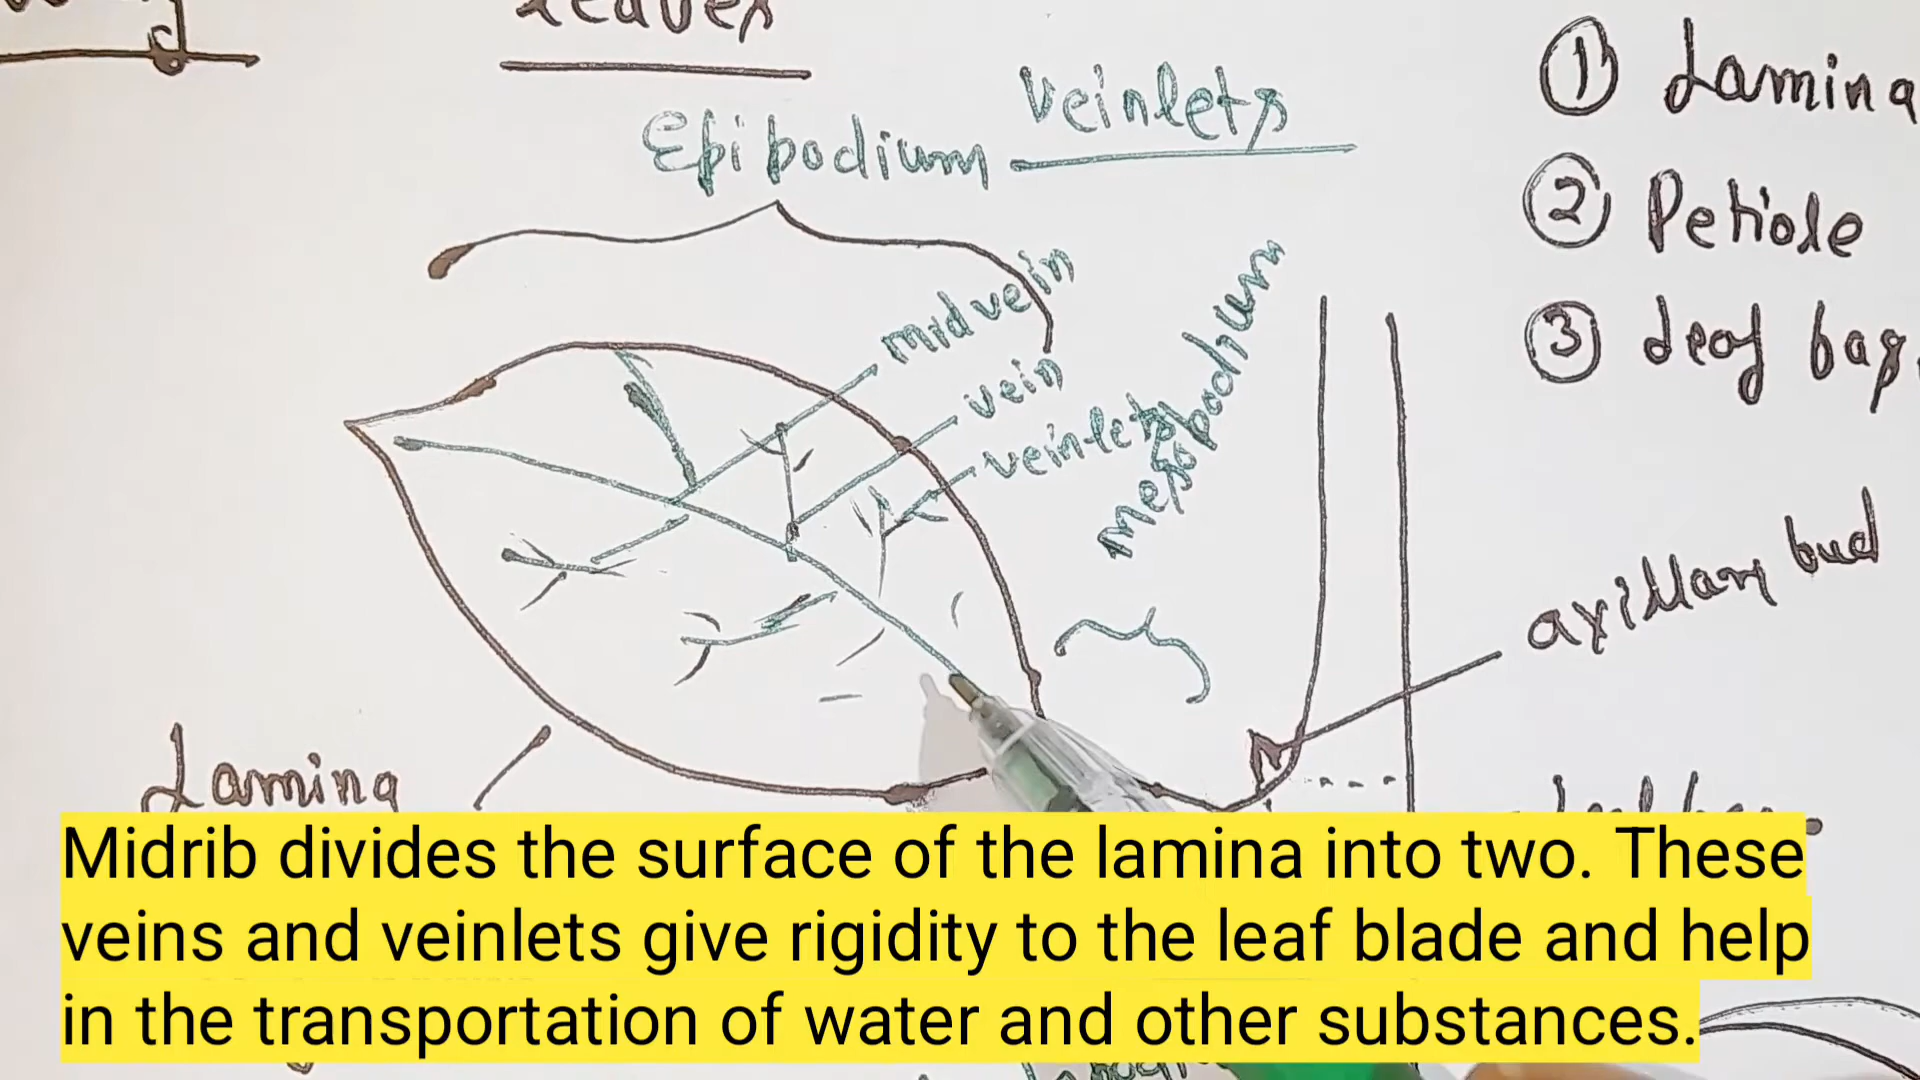 leaves
veinlets
Epibodium
① Lamina
② Petiole
③ Leaf bas
midvein
vein
veinlets
mesobodium
axillary bud
Lamina
Midrib divides the surface of the lamina into two. These
veins and veinlets give rigidity to the leaf blade and help
in the transportation of water and other substances.